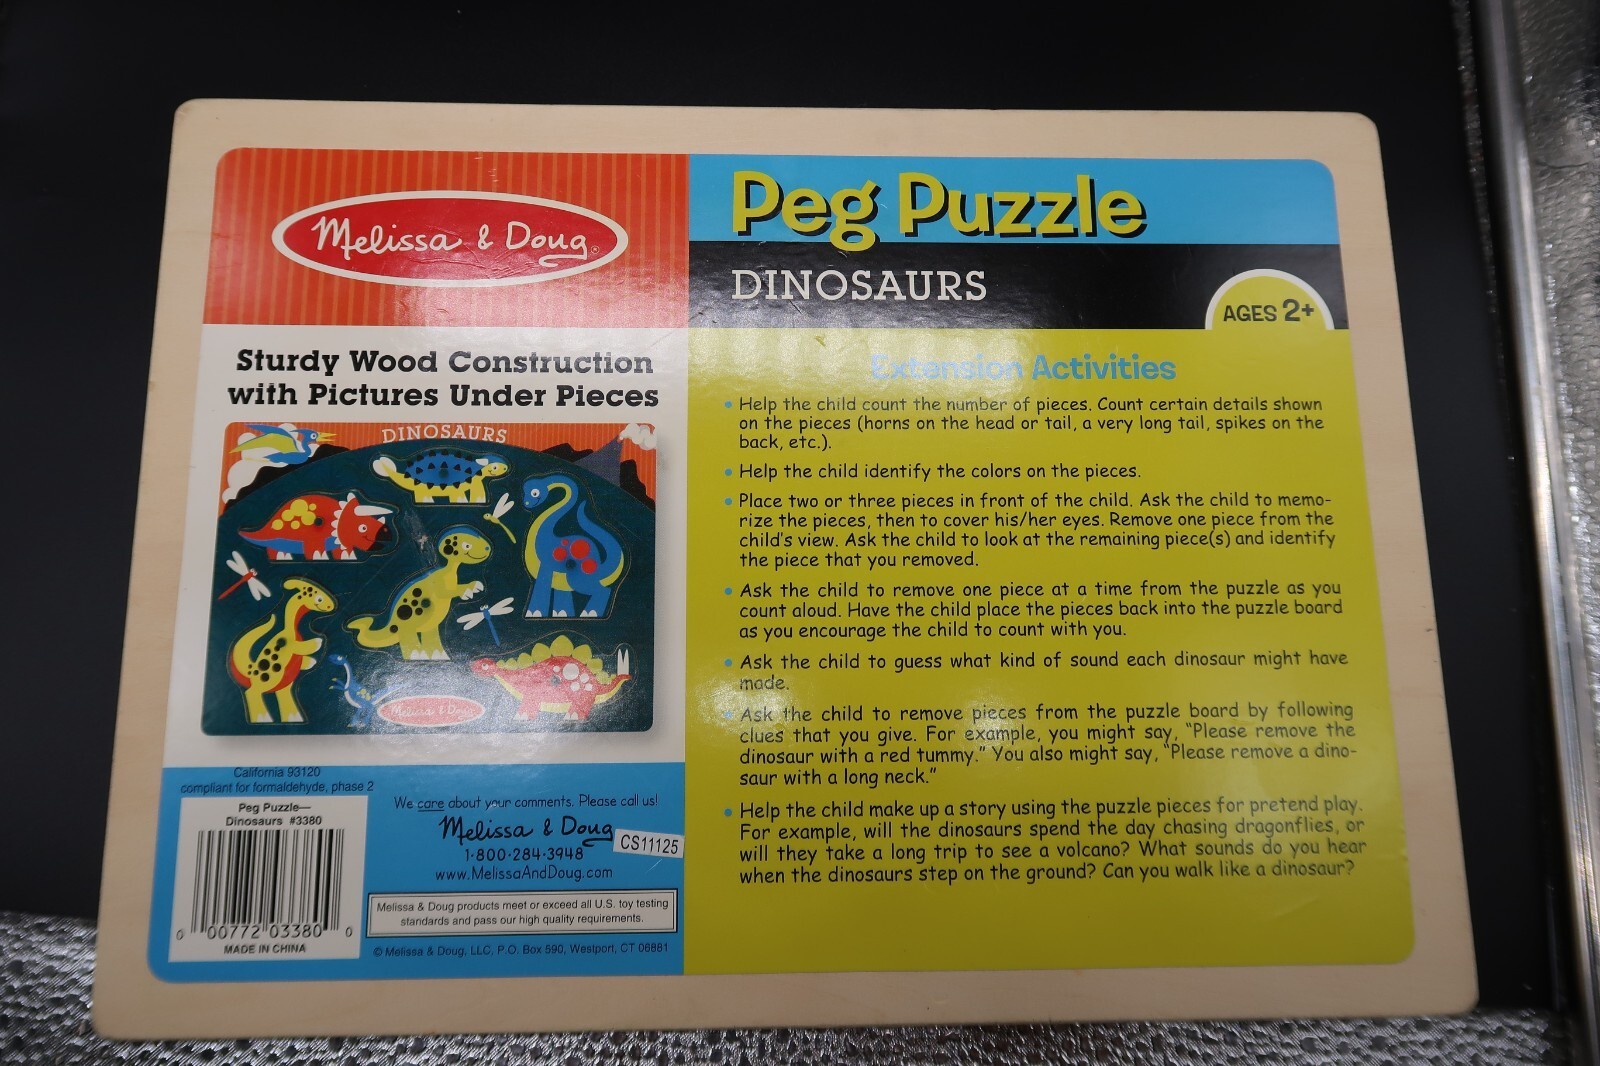 Melissa & Doug®
Peg Puzzle
DINOSAURS
AGES 2+
Sturdy Wood Construction
with Pictures Under Pieces
DINOSAURS
Melissa & Doug
California 93120
compliant for formaldehyde, phase 2
Peg Puzzle—
Dinosaurs #3380
0 00772 03380 0
MADE IN CHINA
We care about your comments. Please call us!
Melissa & Doug
CS11125
1-800-284-3948
www.MelissaAndDoug.com
Melissa & Doug products meet or exceed all U.S. toy testing
standards and pass our high quality requirements.
© Melissa & Doug, LLC, P.O. Box 590, Westport, CT 06881
Extension Activities
• Help the child count the number of pieces. Count certain details shown
on the pieces (horns on the head or tail, a very long tail, spikes on the
back, etc.).
• Help the child identify the colors on the pieces.
• Place two or three pieces in front of the child. Ask the child to memo-
rize the pieces, then to cover his/her eyes. Remove one piece from the
child's view. Ask the child to look at the remaining piece(s) and identify
the piece that you removed.
• Ask the child to remove one piece at a time from the puzzle as you
count aloud. Have the child place the pieces back into the puzzle board
as you encourage the child to count with you.
• Ask the child to guess what kind of sound each dinosaur might have
made.
• Ask the child to remove pieces from the puzzle board by following
clues that you give. For example, you might say, “Please remove the
dinosaur with a red tummy.” You also might say, “Please remove a dino-
saur with a long neck.”
• Help the child make up a story using the puzzle pieces for pretend play.
For example, will the dinosaurs spend the day chasing dragonflies, or
will they take a long trip to see a volcano? What sounds do you hear
when the dinosaurs step on the ground? Can you walk like a dinosaur?